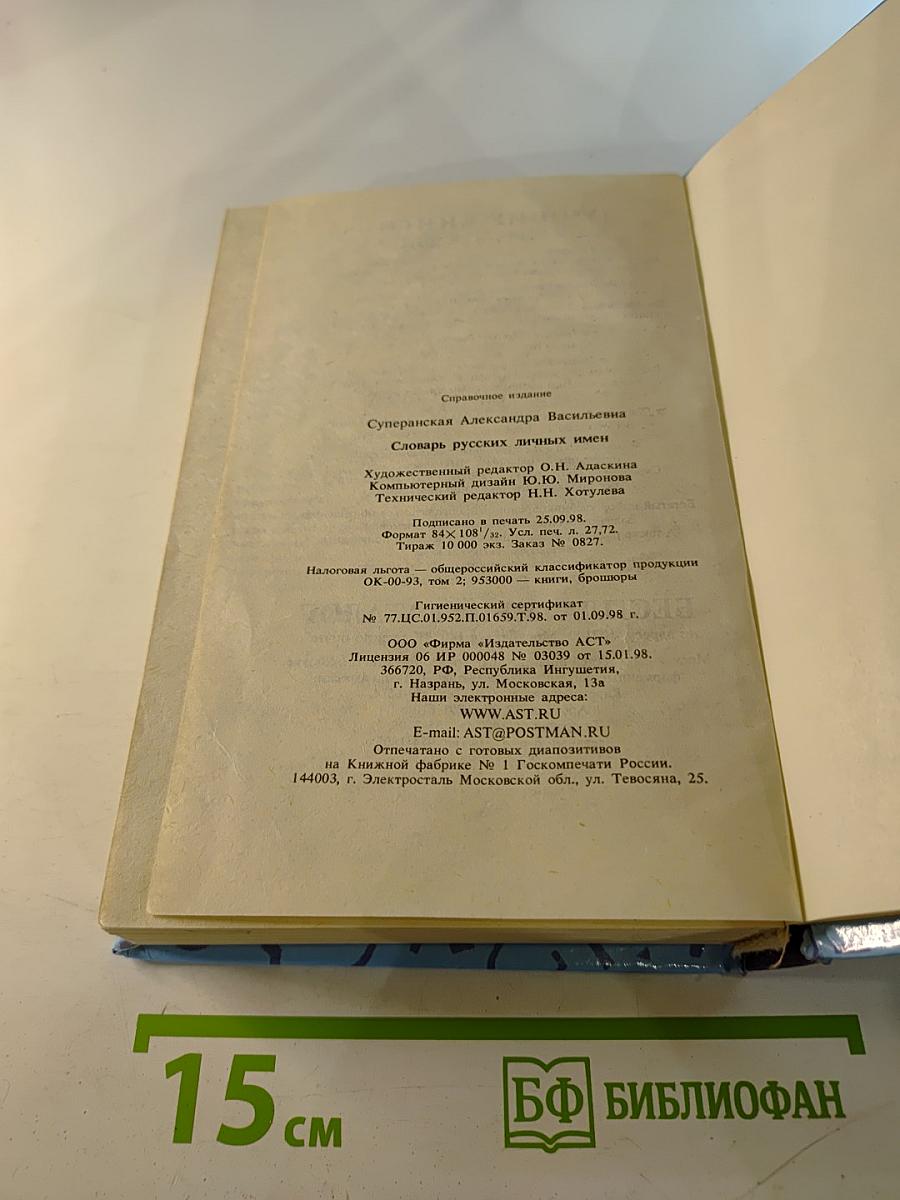 Справочное издание
Суперанская Александра Васильевна
Словарь русских личных имен
Художественный редактор О.Н. Адаскина
Компьютерный дизайн Ю.Ю. Миронова
Технический редактор Н.Н. Хотулева
Подписано в печать 25.09.98.
Формат 84×108¹/₃₂. Усл. печ. л. 27,72.
Тираж 10 000 экз. Заказ № 0827.
Налоговая льгота — общероссийский классификатор продукции
ОК-00-93, том 2; 953000 — книги, брошюры
Гигиенический сертификат
№ 77.ЦС.01.952.П.01659.Т.98. от 01.09.98 г.
ООО «Фирма «Издательство АСТ»
Лицензия 06 ИР 000048 № 03039 от 15.01.98.
366720, РФ, Республика Ингушетия,
г. Назрань, ул. Московская, 13а
Наши электронные адреса:
WWW.AST.RU
E-mail: AST@POSTMAN.RU
Отпечатано с готовых диапозитивов
на Книжной фабрике № 1 Госкомпечати России.
144003, г. Электросталь Московской обл., ул. Тевосяна, 25.
15 см
БФ БИБЛИОФАН